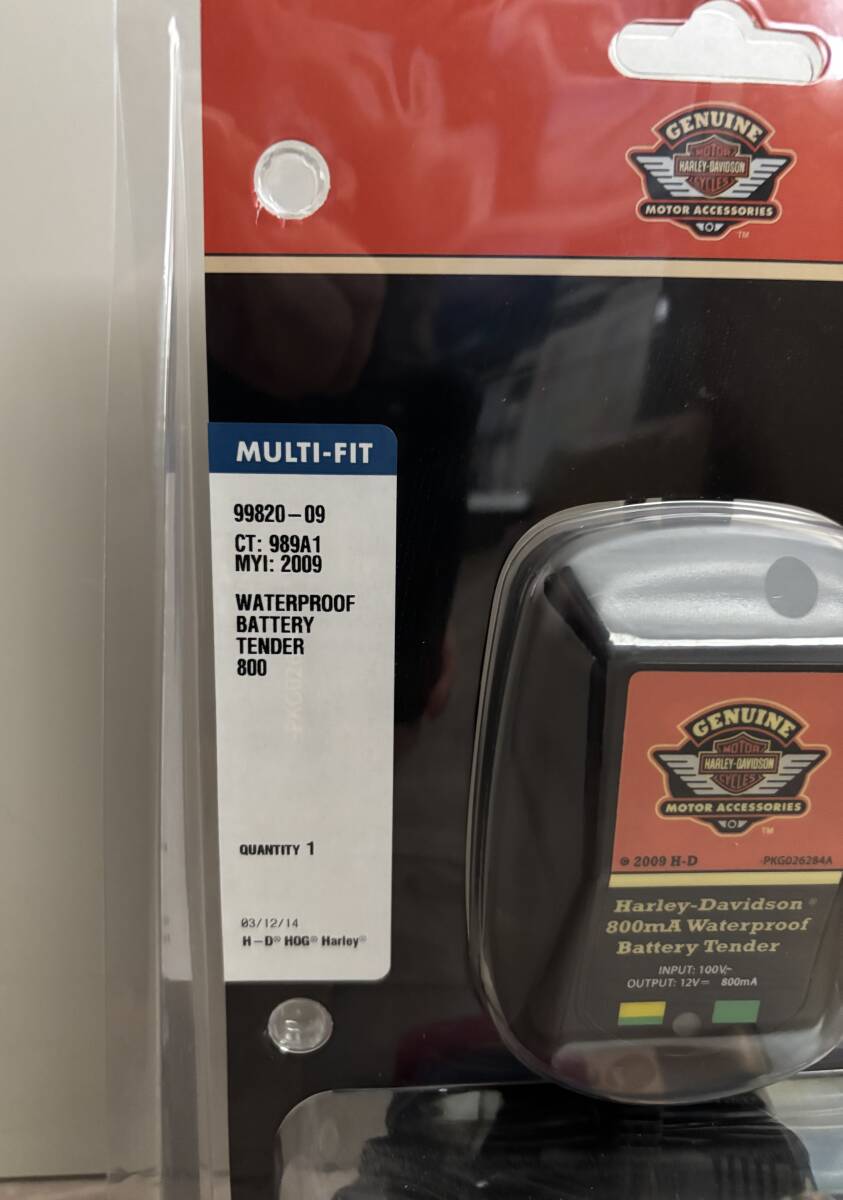 GENUINE
MOTOR
HARLEY-DAVIDSON
CYCLES
MOTOR ACCESSORIES
TM
MULTI-FIT
99820-09
CT: 989A1
MYI: 2009
WATERPROOF
BATTERY
TENDER
800
QUANTITY 1
03/12/14
H-D® HOG® Harley®
GENUINE
MOTOR
HARLEY-DAVIDSON
CYCLES
MOTOR ACCESSORIES
TM
© 2009 H-D PKG026284A
Harley-Davidson®
800mA Waterproof
Battery Tender
INPUT: 100V~
OUTPUT: 12V⎓ 800mA